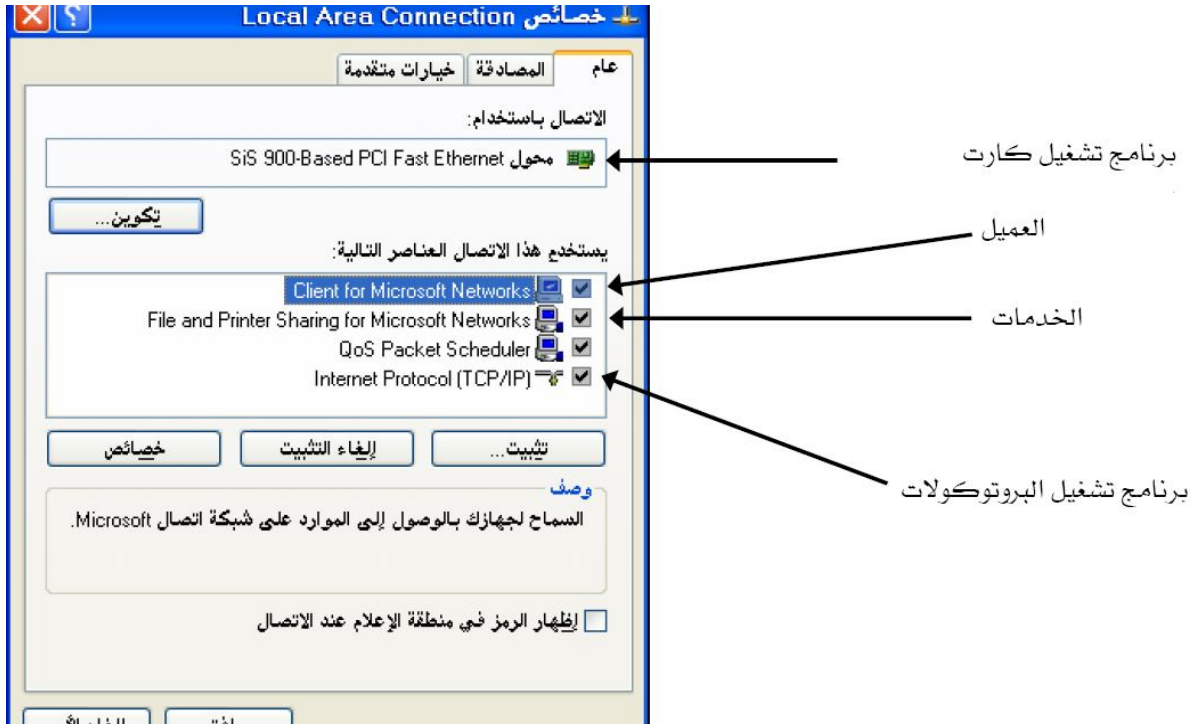 خصائص Local Area Connection
عام
المصادقة
خيارات متقدمة
الاتصال باستخدام:
محول SiS 900-Based PCI Fast Ethernet
برنامج تشغيل كارت
تكوين...
العميل
يستخدم هذا الاتصال العناصر التالية:
Client for Microsoft Networks
File and Printer Sharing for Microsoft Networks
الخدمات
QoS Packet Scheduler
Internet Protocol (TCP/IP)
تثبيت...
إلغاء التثبيت
خصائص
برنامج تشغيل البروتوكولات
وصف
السماح لجهازك بالوصول إلى الموارد على شبكة اتصال Microsoft.
إظهار الرمز في منطقة الإعلام عند الاتصال